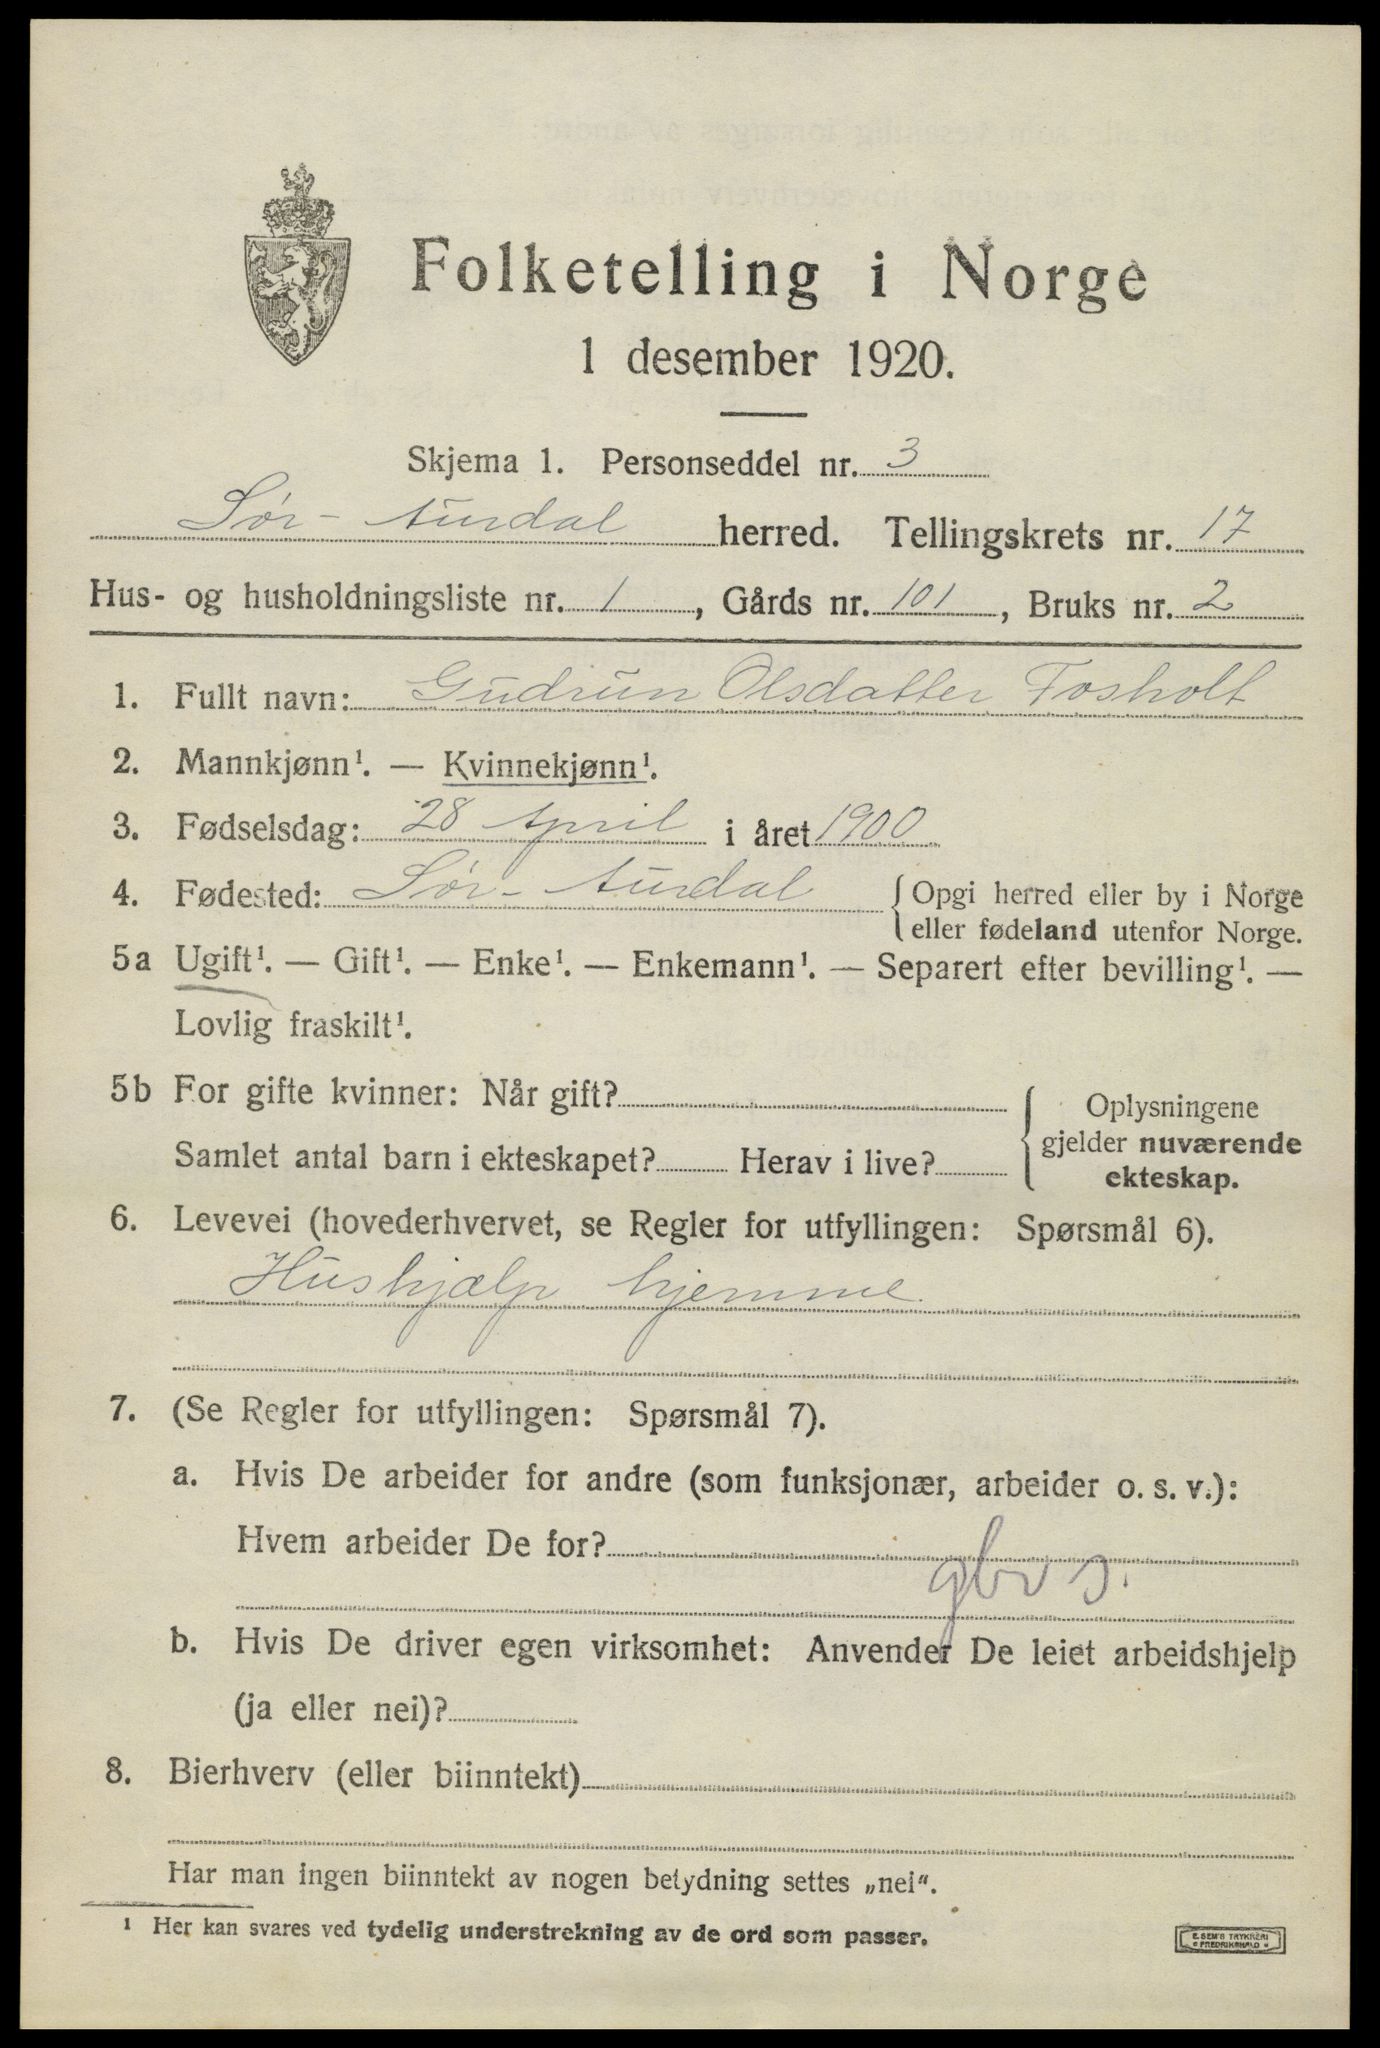 Folketelling i Norge
1 desember 1920.
Skjema 1. Personseddel nr. 3
Sør-Aurdal herred. Tellingskrets nr. 17
Hus- og husholdningsliste nr. 1, Gårds nr. 101, Bruks nr. 2
1. Fullt navn: Gudrun Olsdatter Fosholt
2. Mannkjønn¹. — Kvinnekjønn¹.
3. Fødselsdag: 28 April i året 1900
4. Fødested: Sør-Aurdal { Opgi herred eller by i Norge
eller fødeland utenfor Norge.
5a Ugift¹. — Gift¹. — Enke¹. — Enkemann¹. — Separert efter bevilling¹. —
Lovlig fraskilt¹.
5b For gifte kvinner: Når gift? { Oplysningene
gjelder nuværende
Samlet antal barn i ekteskapet? Herav i live?
ekteskap.
6. Levevei (hovederhvervet, se Regler for utfyllingen: Spørsmål 6).
Hushjælp hjemme.
7. (Se Regler for utfyllingen: Spørsmål 7).
a. Hvis De arbeider for andre (som funksjonær, arbeider o. s. v.):
Hvem arbeider De for?
gbrs.
b. Hvis De driver egen virksomhet: Anvender De leiet arbeidshjelp
(ja eller nei)?
8. Bierhverv (eller biinntekt)
Har man ingen biinntekt av nogen betydning settes „nei“.
¹ Her kan svares ved tydelig understrekning av de ord som passer.
E. SEM'S TRYKKERI
FREDRIKSHALD